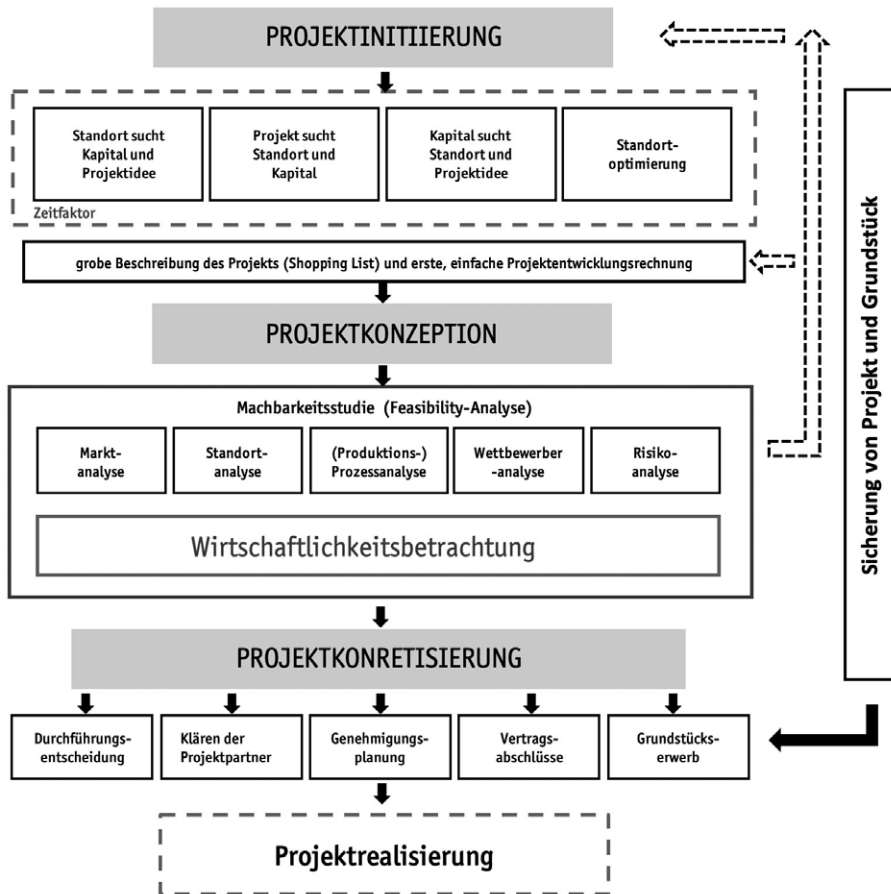 PROJEKTINITIIERUNG
Standort sucht
Kapital und
Projektidee
Projekt sucht
Standort und
Kapital
Kapital sucht
Standort und
Projektidee
Standort-
optimierung
Zeitfaktor
grobe Beschreibung des Projekts (Shopping List) und erste, einfache Projektentwicklungsrechnung
PROJEKTKONZEPTION
Machbarkeitsstudie (Feasibility-Analyse)
Markt-
analyse
Standort-
analyse
(Produktions-)
Prozessanalyse
Wettbewerber
-analyse
Risiko-
analyse
Wirtschaftlichkeitsbetrachtung
PROJEKTKONRETISIERUNG
Durchführungs-
entscheidung
Klären der
Projektpartner
Genehmigungs-
planung
Vertrags-
abschlüsse
Grundstücks-
erwerb
Projektrealisierung
Sicherung von Projekt und Grundstück